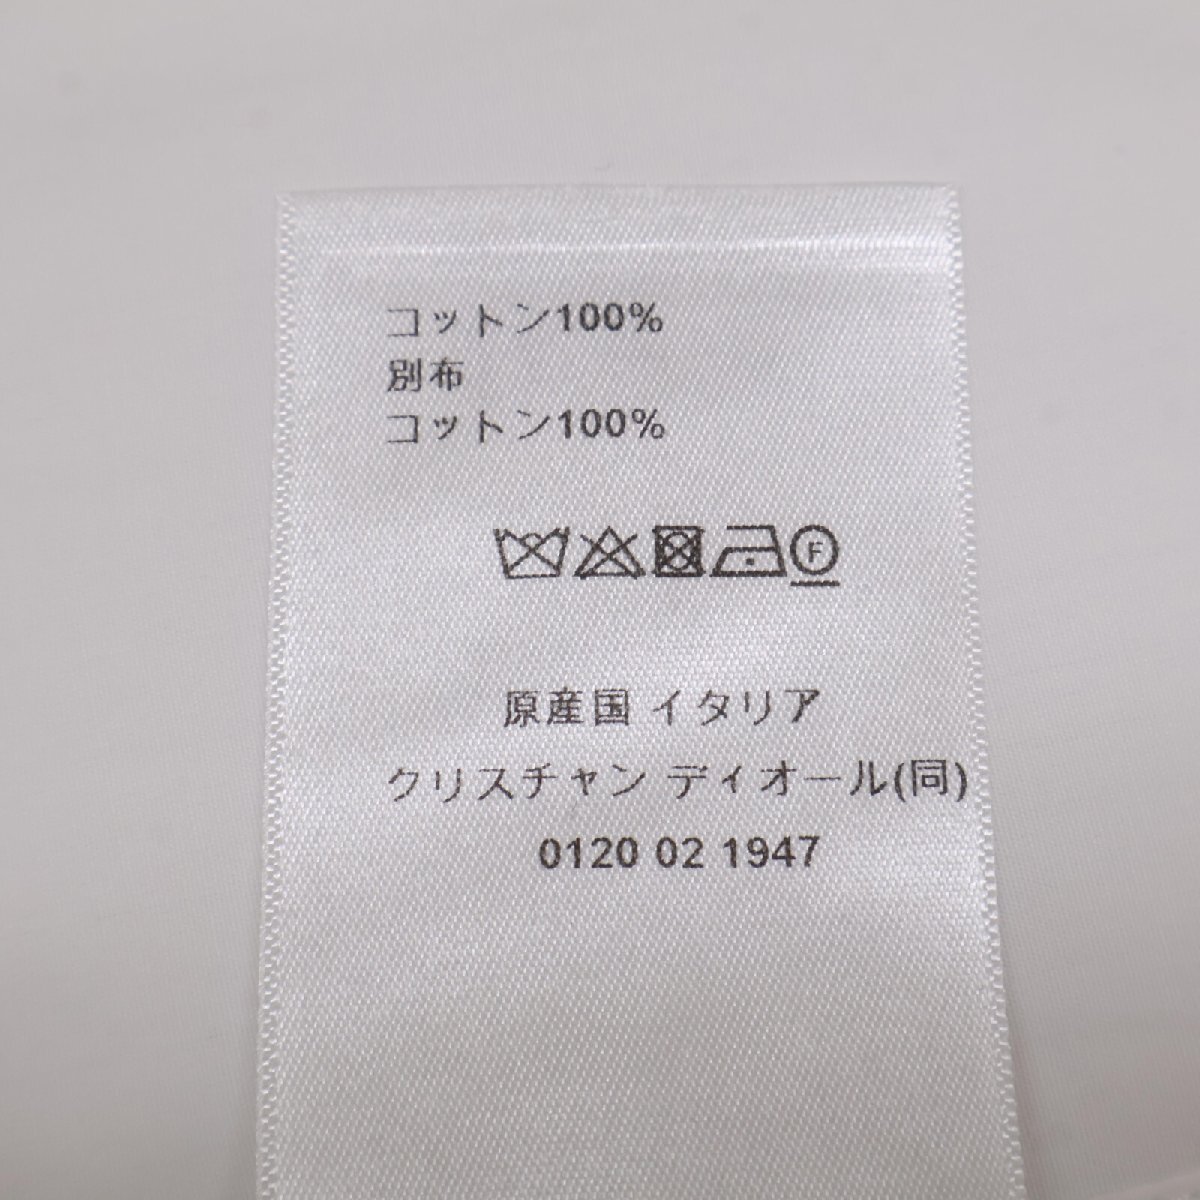 コットン100%
別布
コットン100%
F
原産国 イタリア
クリスチャン ディオール(同)
0120 02 1947